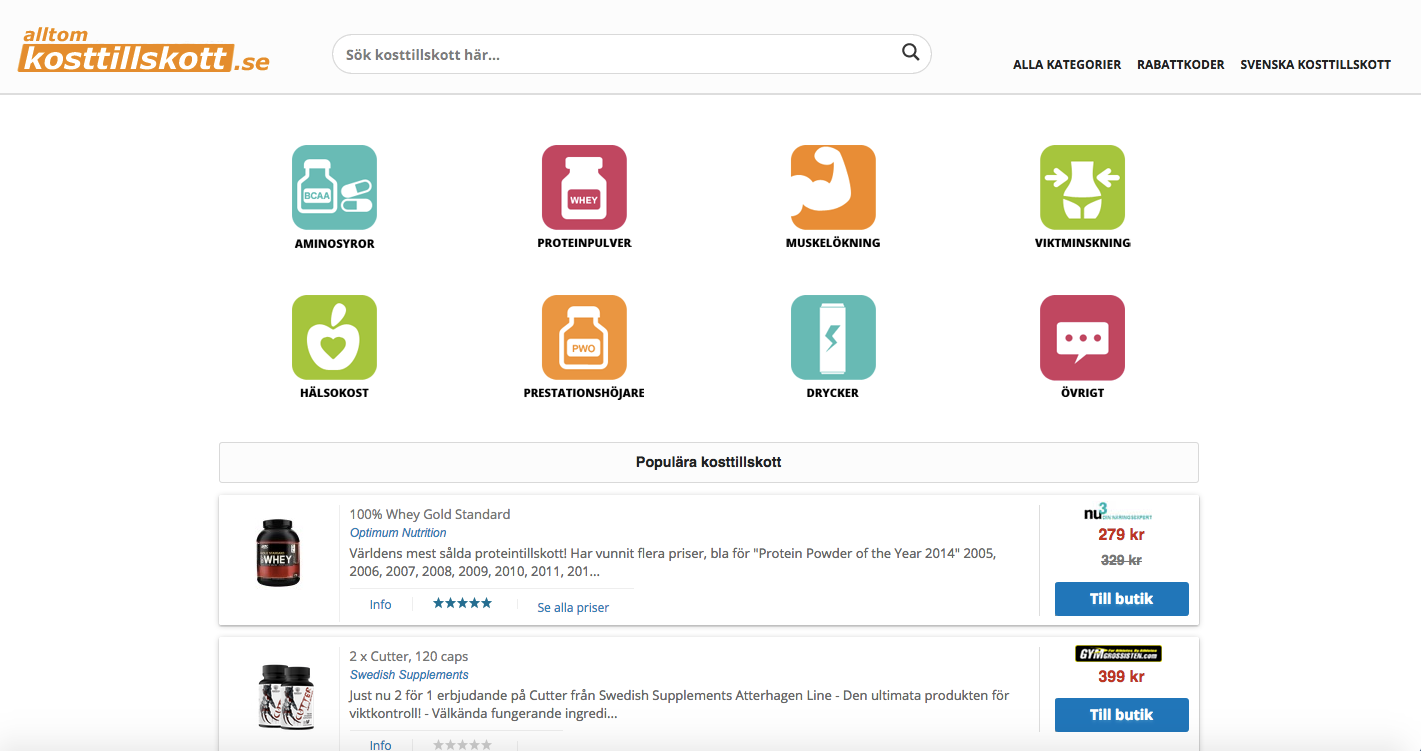 alltom
kosttillskott.se
Sök kosttillskott här...
ALLA KATEGORIER RABATTKODER SVENSKA KOSTTILLSKOTT
BCAA
WHEY
AMINOSYROR PROTEINPULVER MUSKELÖKNING VIKTMINSKNING
PWO
HÄLSOKOST PRESTATIONSHÖJARE DRYCKER ÖVRIGT
Populära kosttillskott
100% Whey Gold Standard
Optimum Nutrition
Världens mest sålda proteintillskott! Har vunnit flera priser, bla för "Protein Powder of the Year 2014" 2005,
2006, 2007, 2008, 2009, 2010, 2011, 201...
Info
Se alla priser
WHEY
nu3
DIN NÄRINGSEXPERT
279 kr
329 kr
Till butik
2 x Cutter, 120 caps
Swedish Supplements
Just nu 2 för 1 erbjudande på Cutter från Swedish Supplements Atterhagen Line - Den ultimata produkten för
viktkontroll! - Välkända fungerande ingredi...
Info
CUTTER
GYMGROSSISTEN.com
399 kr
Till butik